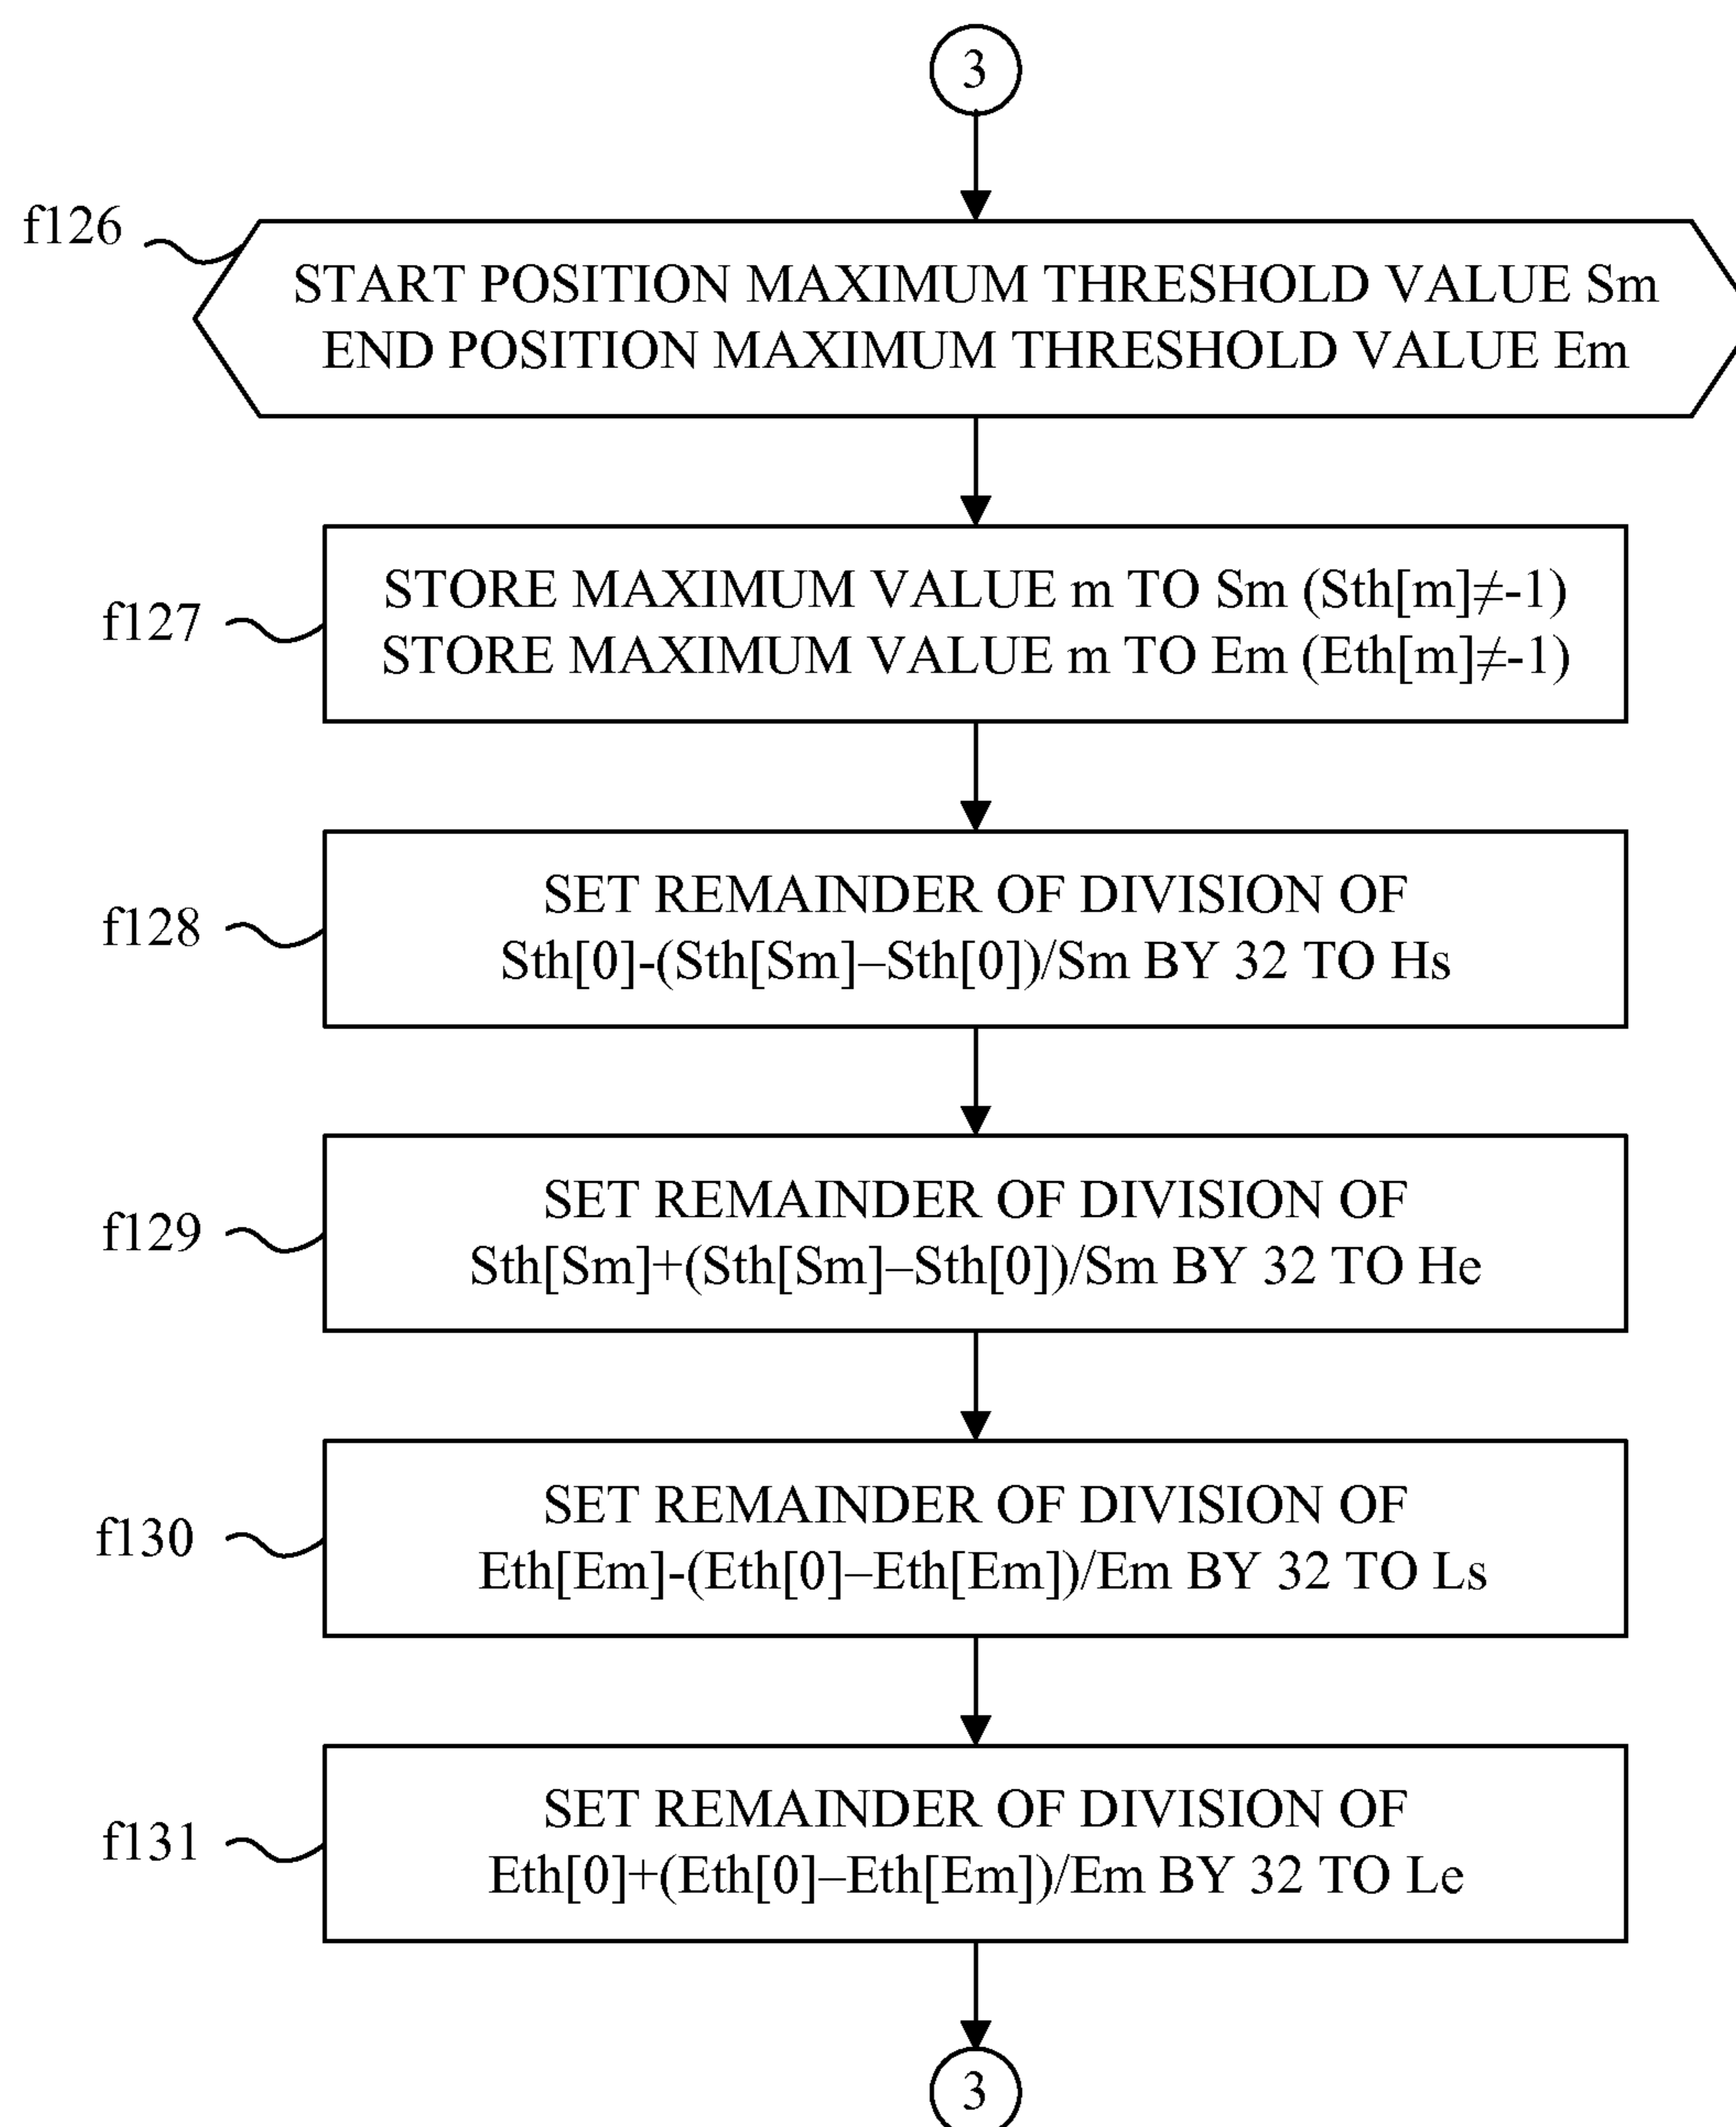 3
f126
START POSITION MAXIMUM THRESHOLD VALUE Sm
END POSITION MAXIMUM THRESHOLD VALUE Em
f127
STORE MAXIMUM VALUE m TO Sm (Sth[m]≠-1)
STORE MAXIMUM VALUE m TO Em (Eth[m]≠-1)
f128
SET REMAINDER OF DIVISION OF
Sth[0]-(Sth[Sm]–Sth[0])/Sm BY 32 TO Hs
f129
SET REMAINDER OF DIVISION OF
Sth[Sm]+(Sth[Sm]–Sth[0])/Sm BY 32 TO He
f130
SET REMAINDER OF DIVISION OF
Eth[Em]-(Eth[0]–Eth[Em])/Em BY 32 TO Ls
f131
SET REMAINDER OF DIVISION OF
Eth[0]+(Eth[0]–Eth[Em])/Em BY 32 TO Le
3